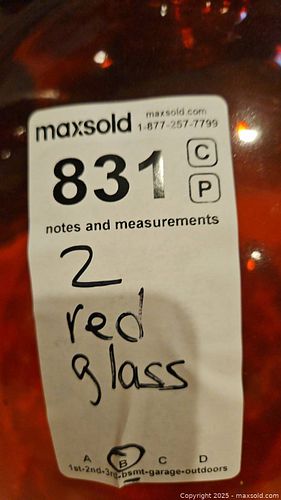 maxsold
maxsold.com
1-877-257-7799
831
C
P
notes and measurements
2
red
glass
A B C D
1st-2nd-3rd-bsmt-garage-outdoors
Copyright 2025 - maxsold.com